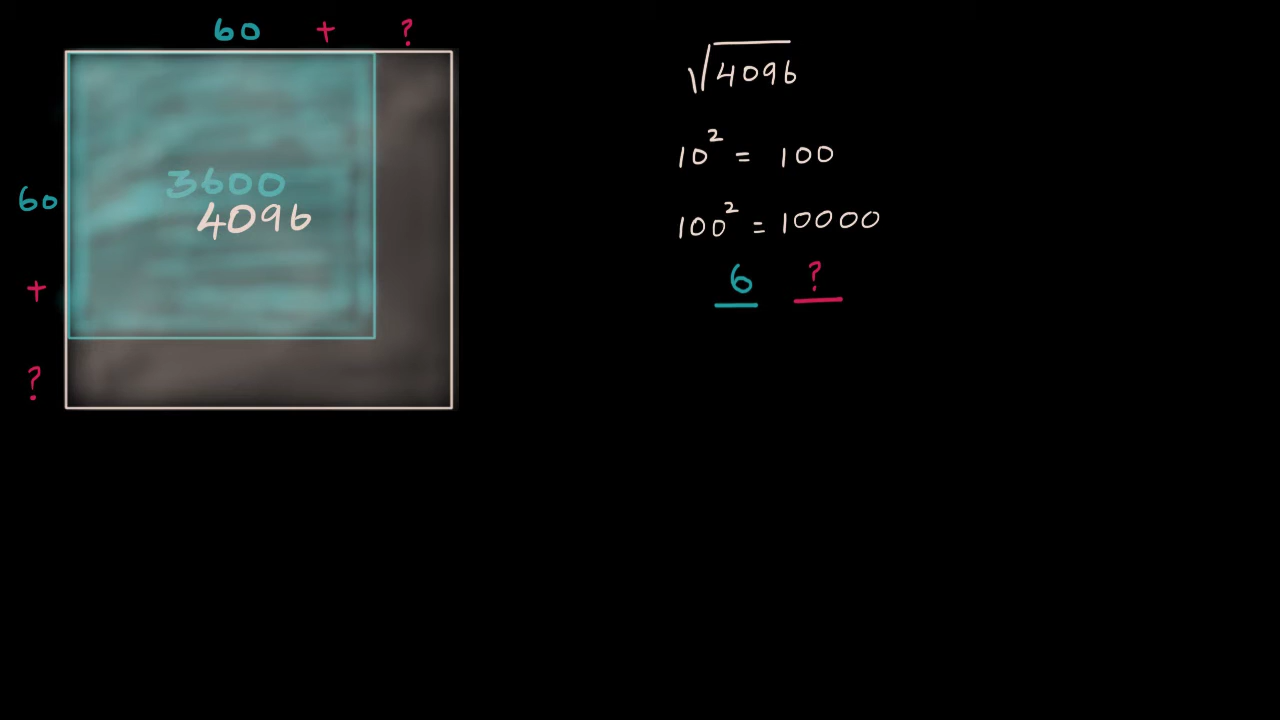 60 + ?
60
+
?
3600
4096
√4096
10² = 100
100² = 10000
6 ?